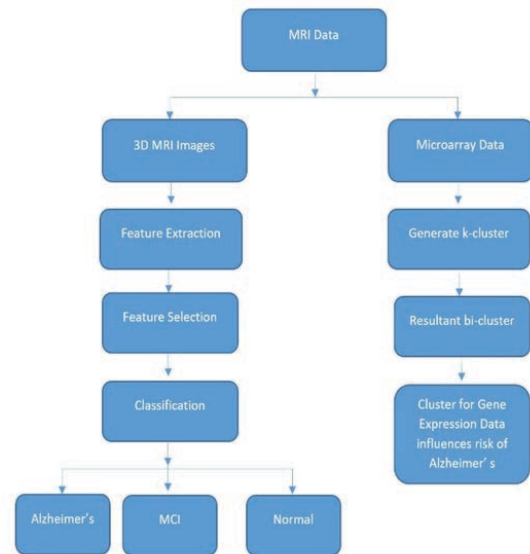 MRI Data
3D MRI Images
Microarray Data
Feature Extraction
Generate k-cluster
Feature Selection
Resultant bi-cluster
Classification
Cluster for Gene
Expression Data
influences risk of
Alzheimer' s
Alzheimer's
MCI
Normal